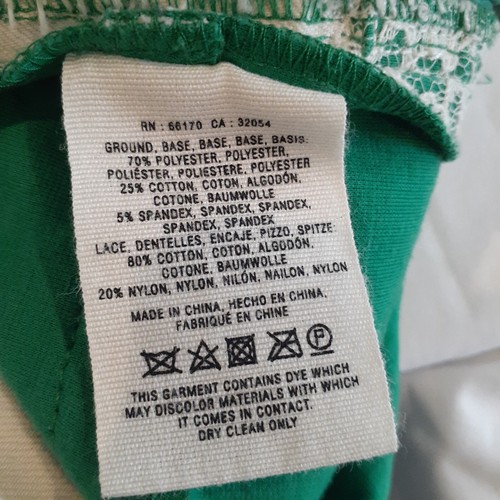 RN : 56170 CA : 32054
GROUND, BASE, BASE, BASE, BASIS:
70% POLYESTER, POLYESTER,
POLIÉSTER, POLIESTERE, POLYESTER
25% COTTON, COTON, ALGODÓN,
COTONE, BAUMWOLLE
5% SPANDEX, SPANDEX, SPANDEX,
SPANDEX, SPANDEX
LACE, DENTELLES, ENCAJE, PIZZO, SPITZE
80% COTTON, COTON, ALGODÓN,
COTONE, BAUMWOLLE
20% NYLON, NYLON, NILÓN, NAILON, NYLON
MADE IN CHINA, HECHO EN CHINA,
FABRIQUÉ EN CHINE
P
THIS GARMENT CONTAINS DYE WHICH
MAY DISCOLOR MATERIALS WITH WHICH
IT COMES IN CONTACT.
DRY CLEAN ONLY